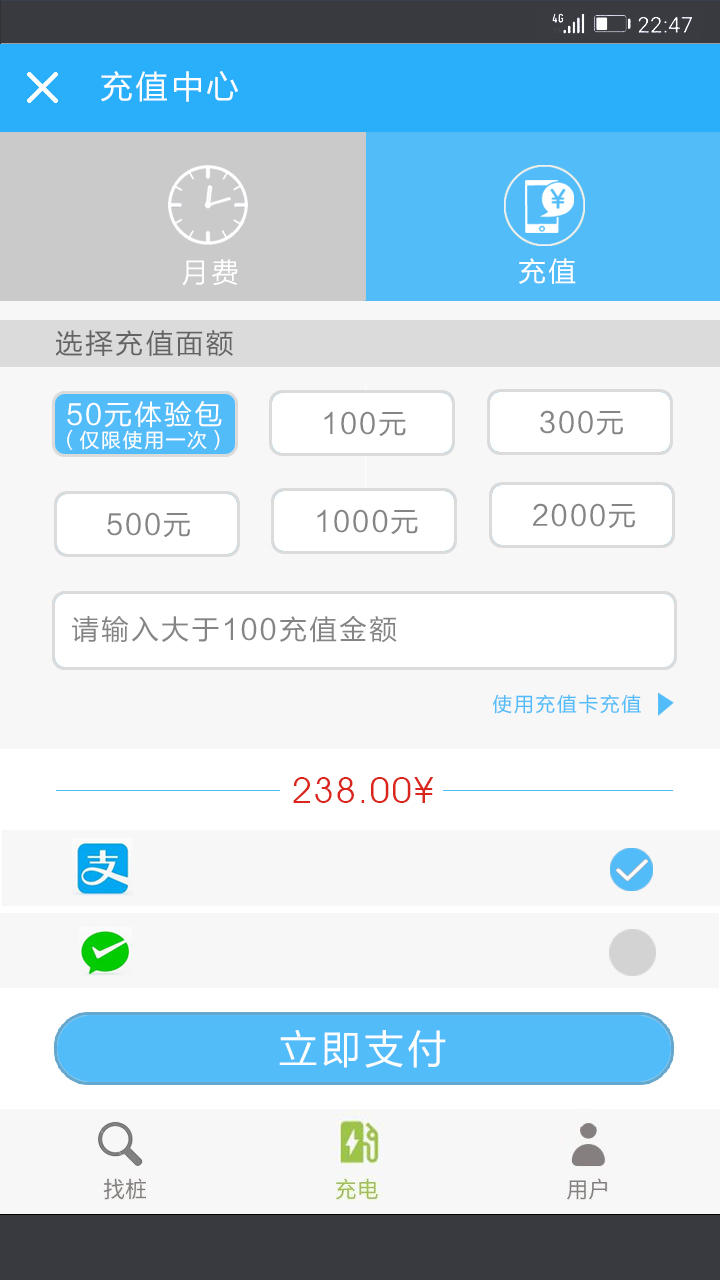 4G 22:47
充值中心
月费 充值
选择充值面额
50元体验包
（仅限使用一次）
100元 300元
500元 1000元 2000元
请输入大于100充值金额
使用充值卡充值
238.00¥
支
立即支付
找桩 充电 用户